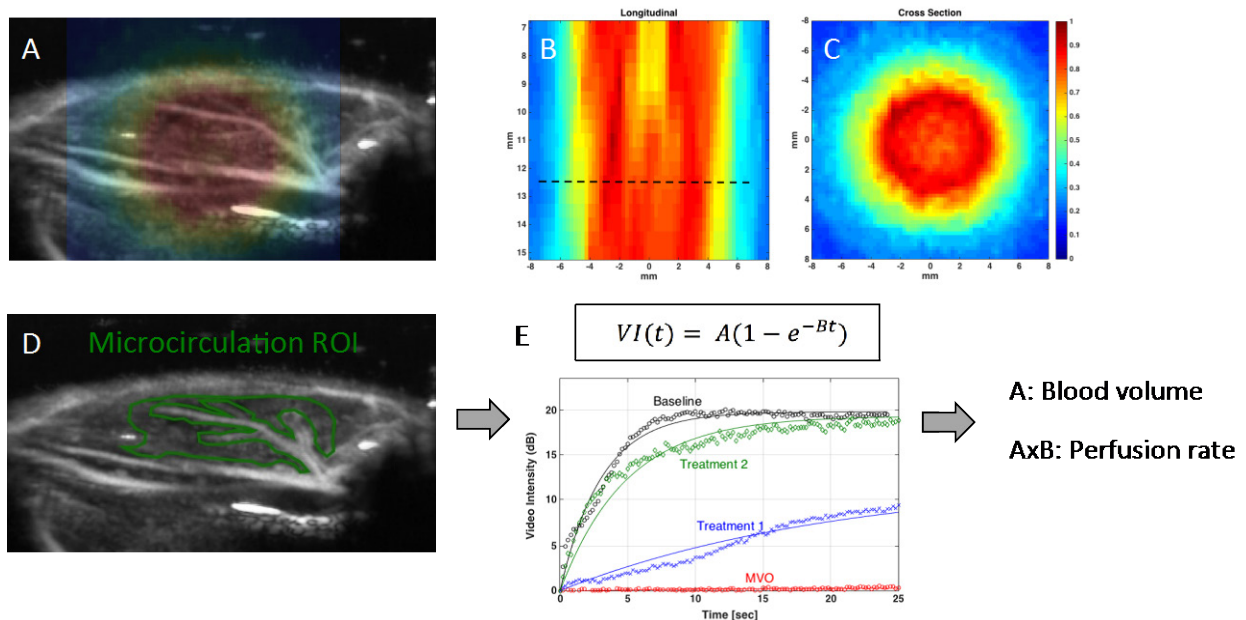 A
Longitudinal
B
7
8
9
10
11
12
13
14
15
mm
-8
-6
-4
-2
0
2
4
6
8
mm
Cross Section
C
-8
-6
-4
-2
0
2
4
6
8
mm
-8
-6
-4
-2
0
2
4
6
8
mm
1
0.9
0.8
0.7
0.6
0.5
0.4
0.3
0.2
0.1
0
D
Microcirculation ROI
E
VI(t) = A(1 − e^{−Bt})
Baseline
Treatment 2
Treatment 1
MVO
Video Intensity (dB)
20
15
10
5
0
0
5
10
15
20
25
Time [sec]
A: Blood volume
AxB: Perfusion rate